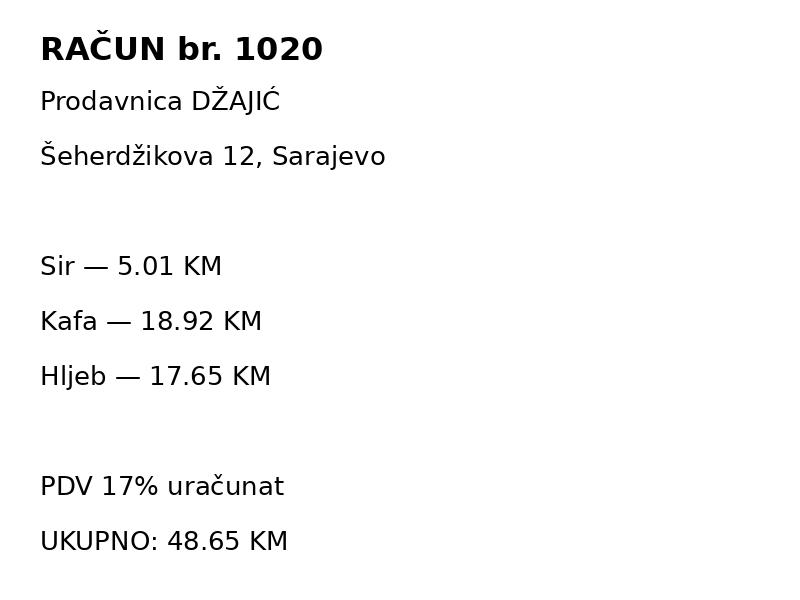 RAČUN br. 1020
Prodavnica DŽAJIĆ
Šeherdžikova 12, Sarajevo
Sir — 5.01 KM
Kafa — 18.92 KM
Hljeb — 17.65 KM
PDV 17% uračunat
UKUPNO: 48.65 KM